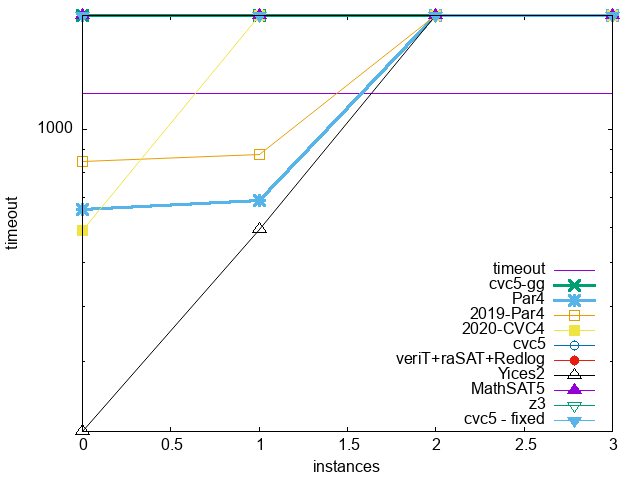 1000
timeout
timeout
cvc5-gg
Par4
2019-Par4
2020-CVC4
cvc5
veriT+raSAT+Redlog
Yices2
MathSAT5
z3
cvc5 - fixed
0 0.5 1 1.5 2 2.5 3
instances